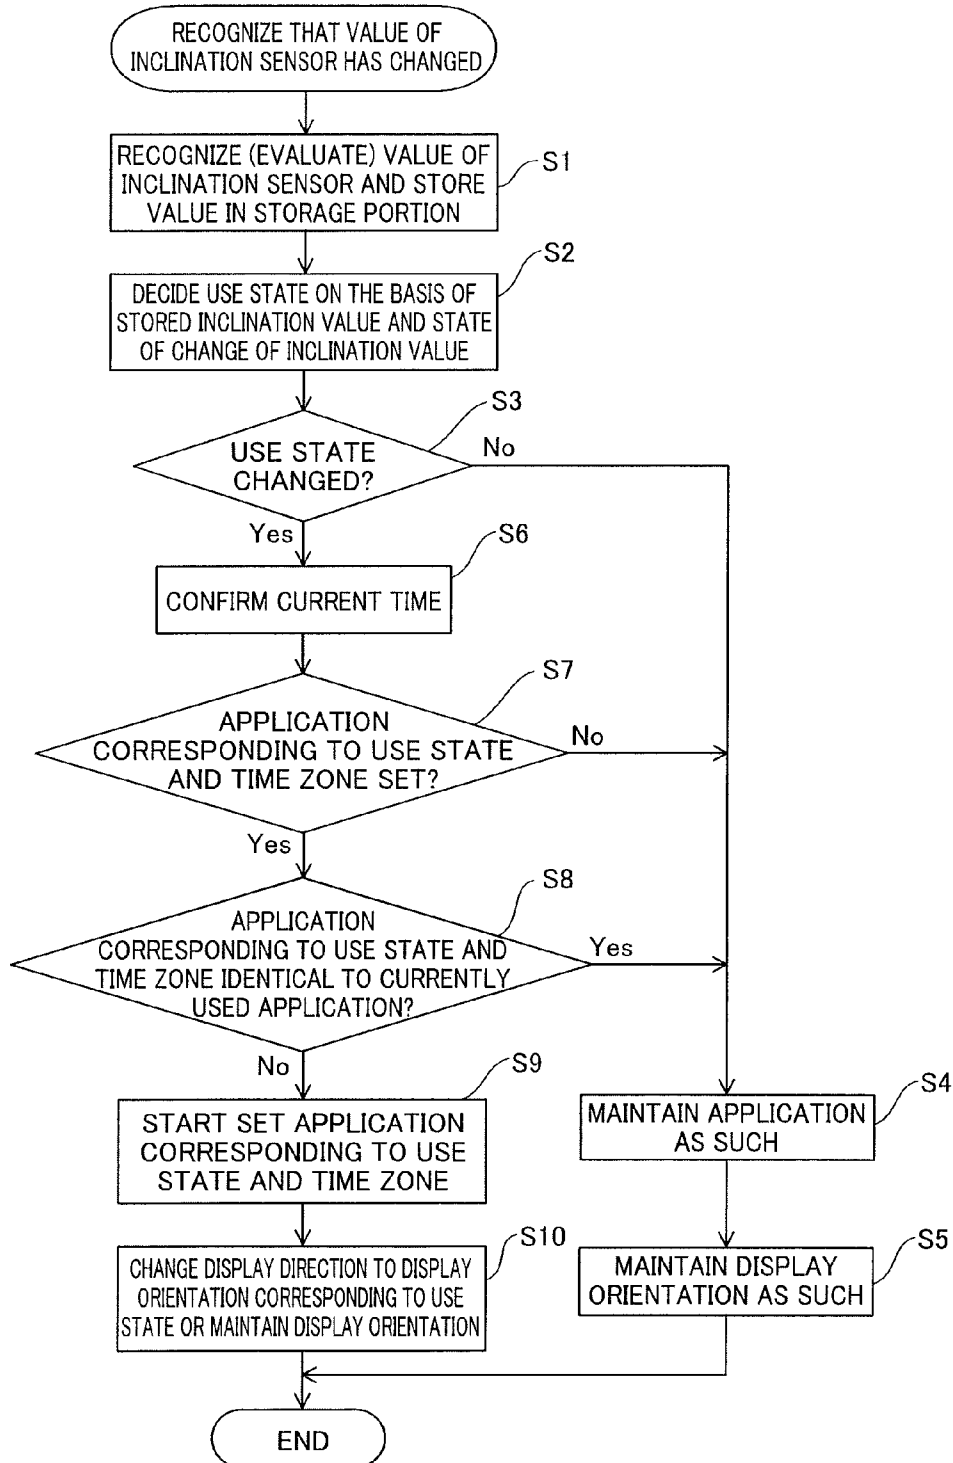 RECOGNIZE THAT VALUE OF
INCLINATION SENSOR HAS CHANGED
RECOGNIZE (EVALUATE) VALUE OF
INCLINATION SENSOR AND STORE
VALUE IN STORAGE PORTION
S1
DECIDE USE STATE ON THE BASIS OF
STORED INCLINATION VALUE AND STATE
OF CHANGE OF INCLINATION VALUE
S2
USE STATE
CHANGED?
S3
No
Yes
CONFIRM CURRENT TIME
S6
APPLICATION
CORRESPONDING TO USE STATE
AND TIME ZONE SET?
S7
No
Yes
APPLICATION
CORRESPONDING TO USE STATE AND
TIME ZONE IDENTICAL TO CURRENTLY
USED APPLICATION?
S8
Yes
No
START SET APPLICATION
CORRESPONDING TO USE
STATE AND TIME ZONE
S9
MAINTAIN APPLICATION
AS SUCH
S4
CHANGE DISPLAY DIRECTION TO DISPLAY
ORIENTATION CORRESPONDING TO USE
STATE OR MAINTAIN DISPLAY ORIENTATION
S10
MAINTAIN DISPLAY
ORIENTATION AS SUCH
S5
END